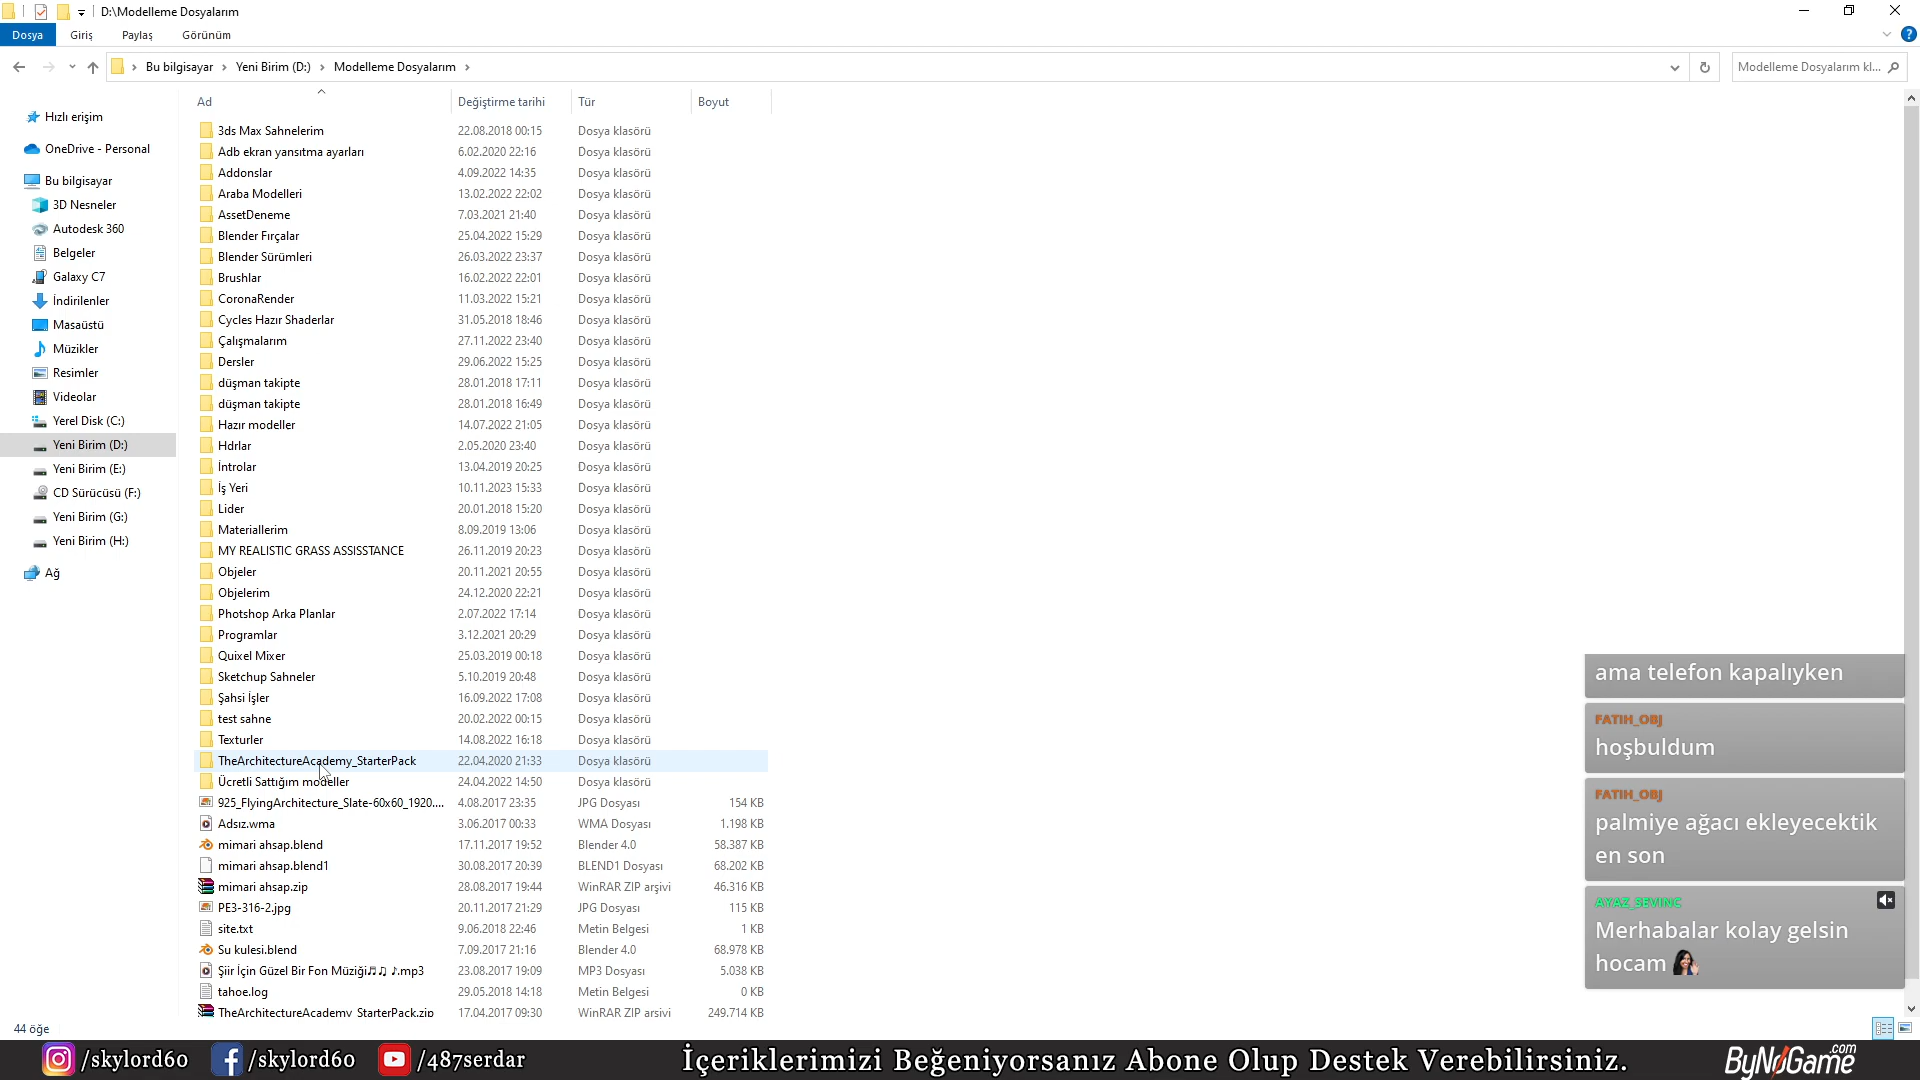 D:\Modelleme Dosyalarım
Dosya Giriş Paylaş Görünüm
Bu bilgisayar Yeni Birim (D:) Modelleme Dosyalarım
Modelleme Dosyalarım kl...
Hızlı erişim
OneDrive - Personal
Bu bilgisayar
3D Nesneler
Autodesk 360
Belgeler
Galaxy C7
İndirilenler
Masaüstü
Müzikler
Resimler
Videolar
Yerel Disk (C:)
Yeni Birim (D:)
Yeni Birim (E:)
CD Sürücüsü (F:)
Yeni Birim (G:)
Yeni Birim (H:)
Ağ
Ad Değiştirme tarihi Tür Boyut
3ds Max Sahnelerim 22.08.2018 00:15 Dosya klasörü
Adb ekran yansıtma ayarları 6.02.2020 22:16 Dosya klasörü
Addonslar 4.09.2022 14:35 Dosya klasörü
Araba Modelleri 13.02.2022 22:02 Dosya klasörü
AssetDeneme 7.03.2021 21:40 Dosya klasörü
Blender Fırçalar 25.04.2022 15:29 Dosya klasörü
Blender Sürümleri 26.03.2022 23:37 Dosya klasörü
Brushlar 16.02.2022 22:01 Dosya klasörü
CoronaRender 11.03.2022 15:21 Dosya klasörü
Cycles Hazır Shaderlar 31.05.2018 18:46 Dosya klasörü
Çalışmalarım 27.11.2022 23:40 Dosya klasörü
Dersler 29.06.2022 15:25 Dosya klasörü
düşman takipte 28.01.2018 17:11 Dosya klasörü
düşman takipte 28.01.2018 16:49 Dosya klasörü
Hazır modeller 14.07.2022 21:05 Dosya klasörü
Hdrlar 2.05.2020 23:40 Dosya klasörü
İntrolar 13.04.2019 20:25 Dosya klasörü
İş Yeri 10.11.2023 15:33 Dosya klasörü
Lider 20.01.2018 15:20 Dosya klasörü
Materiallerim 8.09.2019 13:06 Dosya klasörü
MY REALISTIC GRASS ASSISSTANCE 26.11.2019 20:23 Dosya klasörü
Objeler 20.11.2021 20:55 Dosya klasörü
Objelerim 24.12.2020 22:21 Dosya klasörü
Photshop Arka Planlar 2.07.2022 17:14 Dosya klasörü
Programlar 3.12.2021 20:29 Dosya klasörü
Quixel Mixer 25.03.2019 00:18 Dosya klasörü
Sketchup Sahneler 5.10.2019 20:48 Dosya klasörü
Şahsi İşler 16.09.2022 17:08 Dosya klasörü
test sahne 20.02.2022 00:15 Dosya klasörü
Texturler 14.08.2022 16:18 Dosya klasörü
TheArchitectureAcademy_StarterPack 22.04.2020 21:33 Dosya klasörü
Ücretli Sattığım modeller 24.04.2022 14:50 Dosya klasörü
925_FlyingArchitecture_Slate-60x60_1920.... 4.08.2017 23:35 JPG Dosyası 154 KB
Adsız.wma 3.06.2017 00:33 WMA Dosyası 1.198 KB
mimari ahsap.blend 17.11.2017 19:52 Blender 4.0 58.387 KB
mimari ahsap.blend1 30.08.2017 20:39 BLEND1 Dosyası 68.202 KB
mimari ahsap.zip 28.08.2017 19:44 WinRAR ZIP arşivi 46.316 KB
PE3-316-2.jpg 20.11.2017 21:29 JPG Dosyası 115 KB
site.txt 9.06.2018 22:46 Metin Belgesi 1 KB
Su kulesi.blend 7.09.2017 21:16 Blender 4.0 68.978 KB
Şiir İçin Güzel Bir Fon Müziği♬♫ ♪.mp3 23.08.2017 19:09 MP3 Dosyası 5.038 KB
tahoe.log 29.05.2018 14:18 Metin Belgesi 0 KB
TheArchitectureAcademy_StarterPack.zip 17.04.2017 09:30 WinRAR ZIP arşivi 249.714 KB
44 öğe
ama telefon kapalıyken
FATIH_OBJ
hoşbuldum
FATIH_OBJ
palmiye ağacı ekleyecektik
en son
AYAZ_SEVINC
Merhabalar kolay gelsin
hocam
/skylord60 /skylord60 /487serdar İçeriklerimizi Beğeniyorsanız Abone Olup Destek Verebilirsiniz. ByNoGame.com